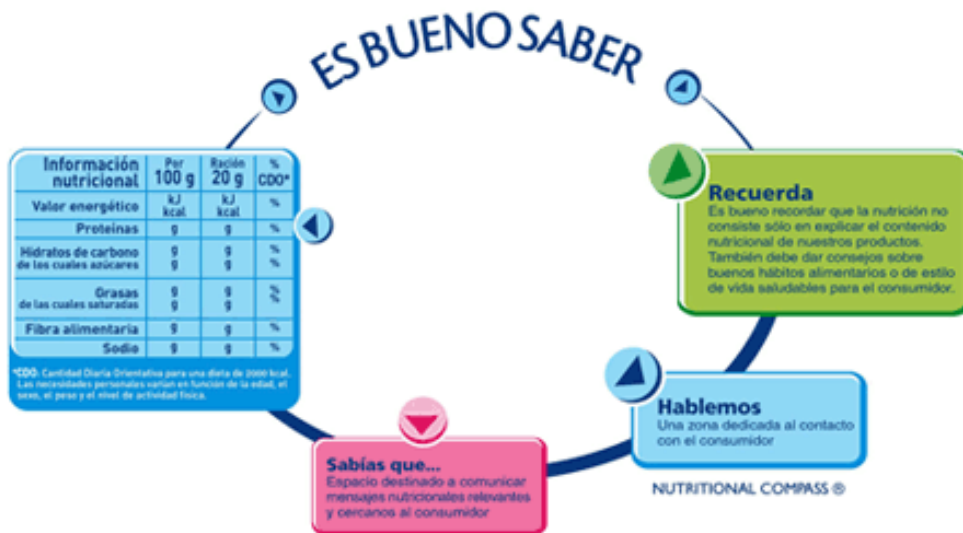 ES BUENO SABER
Información nutricional Por 100 g Ración 20 g % CDO*
Valor energético kJ kcal kJ kcal %
Proteínas g g %
Hidratos de carbono g g %
de los cuales azúcares g g %
Grasas g g %
de las cuales saturadas g g %
Fibra alimentaria g g %
Sodio g g %
*CDO: Cantidad Diaria Orientativa para una dieta de 2000 kcal.
Las necesidades personales varían en función de la edad, el
sexo, el peso y el nivel de actividad física.
Sabías que...
Espacio destinado a comunicar
mensajes nutricionales relevantes
y cercanos al consumidor
Hablemos
Una zona dedicada al contacto
con el consumidor
Recuerda
Es bueno recordar que la nutrición no
consiste sólo en explicar el contenido
nutricional de nuestros productos.
También debe dar consejos sobre
buenos hábitos alimentarios o de estilo
de vida saludables para el consumidor.
NUTRITIONAL COMPASS ®